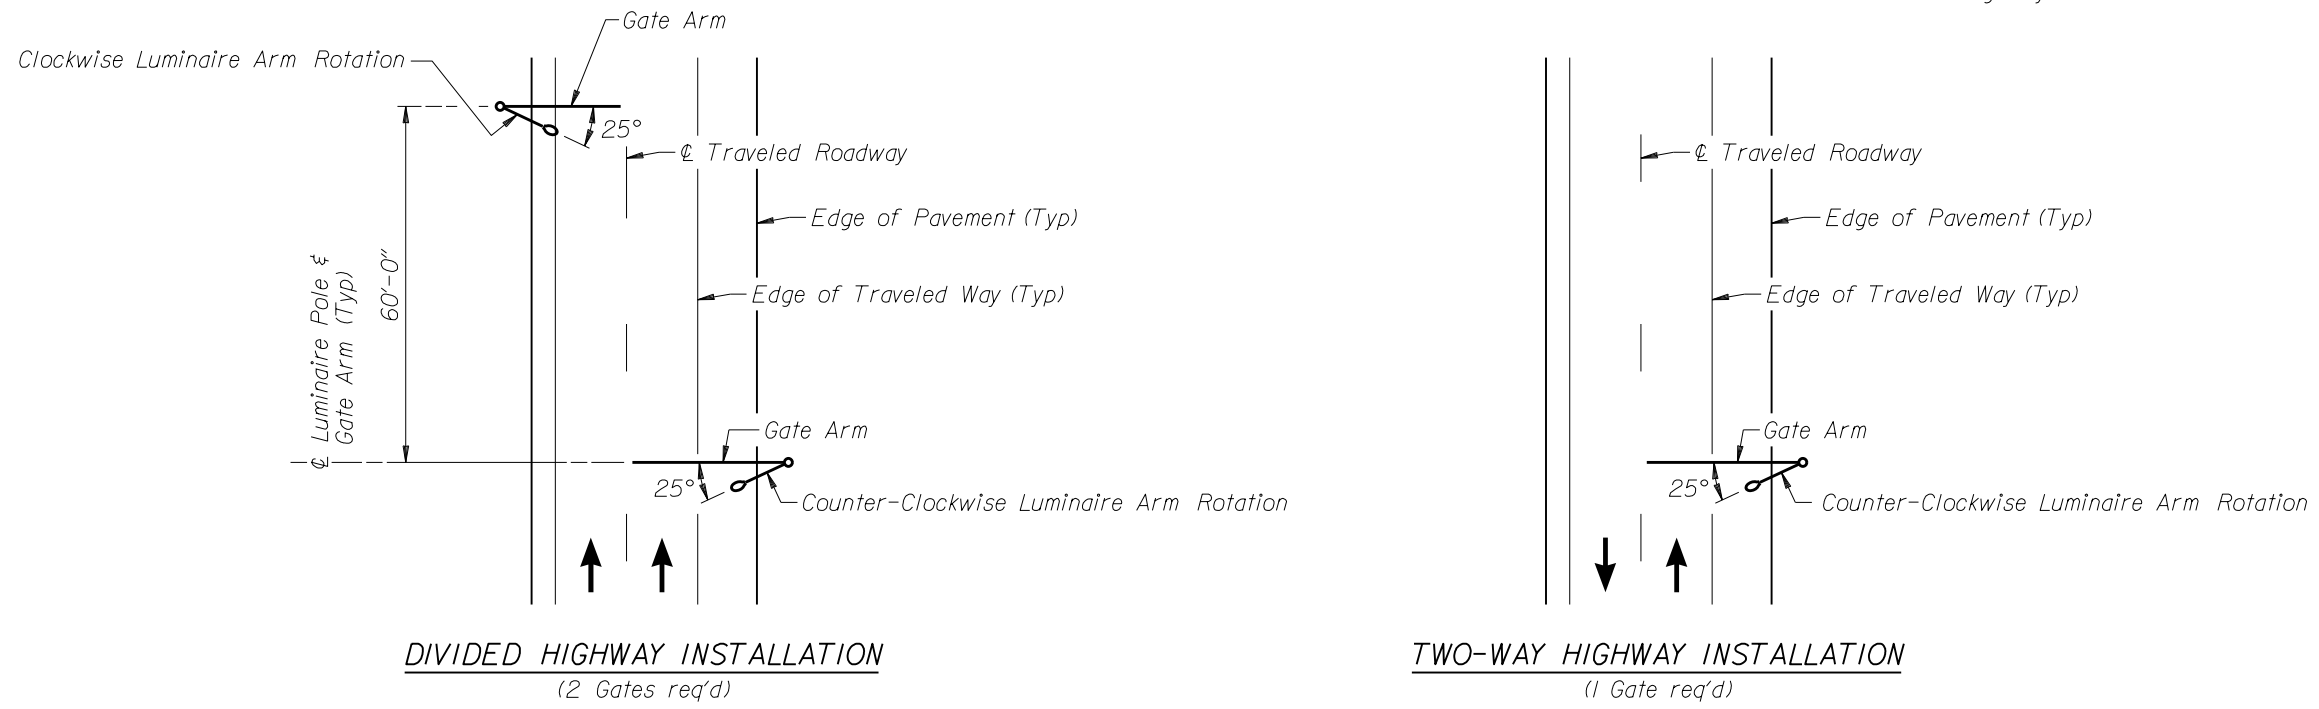 Gate Arm
Clockwise Luminaire Arm Rotation
25°
℄ Traveled Roadway
Edge of Pavement (Typ)
Edge of Traveled Way (Typ)
60'-0"
℄ Luminaire Pole &
Gate Arm (Typ)
Gate Arm
25°
Counter-Clockwise Luminaire Arm Rotation
DIVIDED HIGHWAY INSTALLATION
(2 Gates req'd)
℄ Traveled Roadway
Edge of Pavement (Typ)
Edge of Traveled Way (Typ)
Gate Arm
25°
Counter-Clockwise Luminaire Arm Rotation
TWO-WAY HIGHWAY INSTALLATION
(1 Gate req'd)